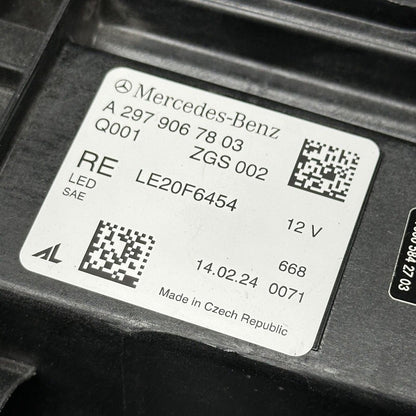 Mercedes-Benz
A 297 906 78 03
Q001 ZGS 002
RE LE20F6454
LED
SAE
12 V
AL
14.02.24
668
0071
Made in Czech Republic